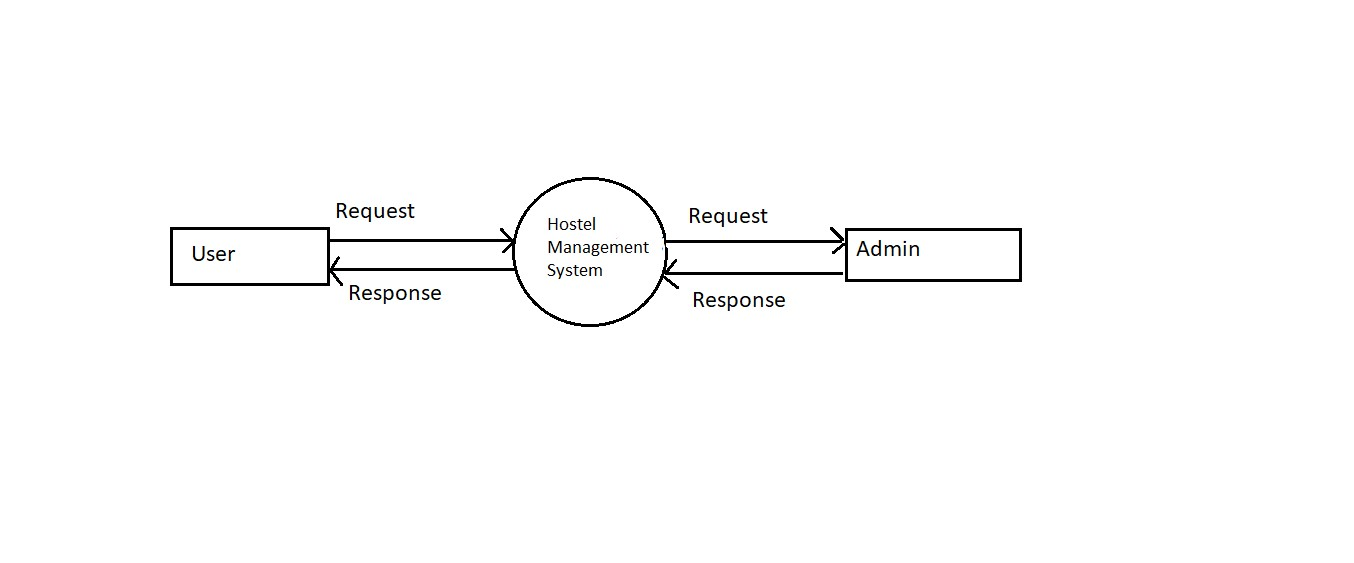 Request
Request
User
Hostel
Management
System
Admin
Response
Response